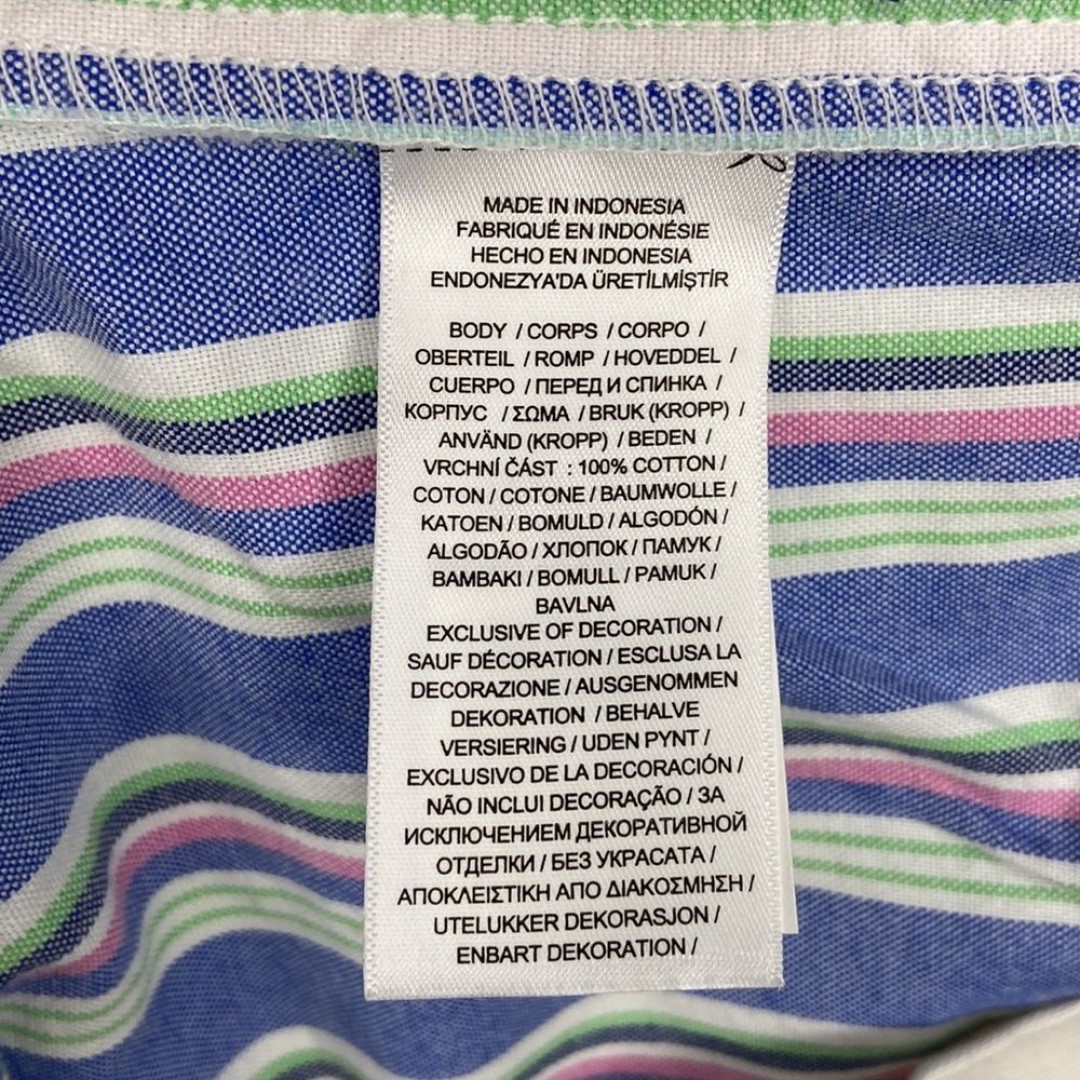 MADE IN INDONESIA
FABRIQUÉ EN INDONÉSIE
HECHO EN INDONESIA
ENDONEZYA'DA ÜRETİLMİŞTİR
BODY / CORPS / CORPO /
OBERTEIL / ROMP / HOVEDDEL /
CUERPO / ПЕРЕД И СПИНКА /
КОРПУС / ΣΩΜΑ / BRUK (KROPP) /
ANVÄND (KROPP) / BEDEN /
VRCHNÍ ČÁST : 100% COTTON /
COTON / COTONE / BAUMWOLLE /
KATOEN / BOMULD / ALGODÓN /
ALGODÃO / ХЛОПОК / ПАМУК /
BAMBAKI / BOMULL / PAMUK /
BAVLNA
EXCLUSIVE OF DECORATION /
SAUF DÉCORATION / ESCLUSA LA
DECORAZIONE / AUSGENOMMEN
DEKORATION / BEHALVE
VERSIERING / UDEN PYNT /
EXCLUSIVO DE LA DECORACIÓN /
NÃO INCLUI DECORAÇÃO / ЗА
ИСКЛЮЧЕНИЕМ ДЕКОРАТИВНОЙ
ОТДЕЛКИ / БЕЗ УКРАСАТА /
ΑΠΟΚΛΕΙΣΤΙΚΗ ΑΠΟ ΔΙΑΚΟΣΜΗΣΗ /
UTELUKKER DEKORASJON /
ENBART DEKORATION /